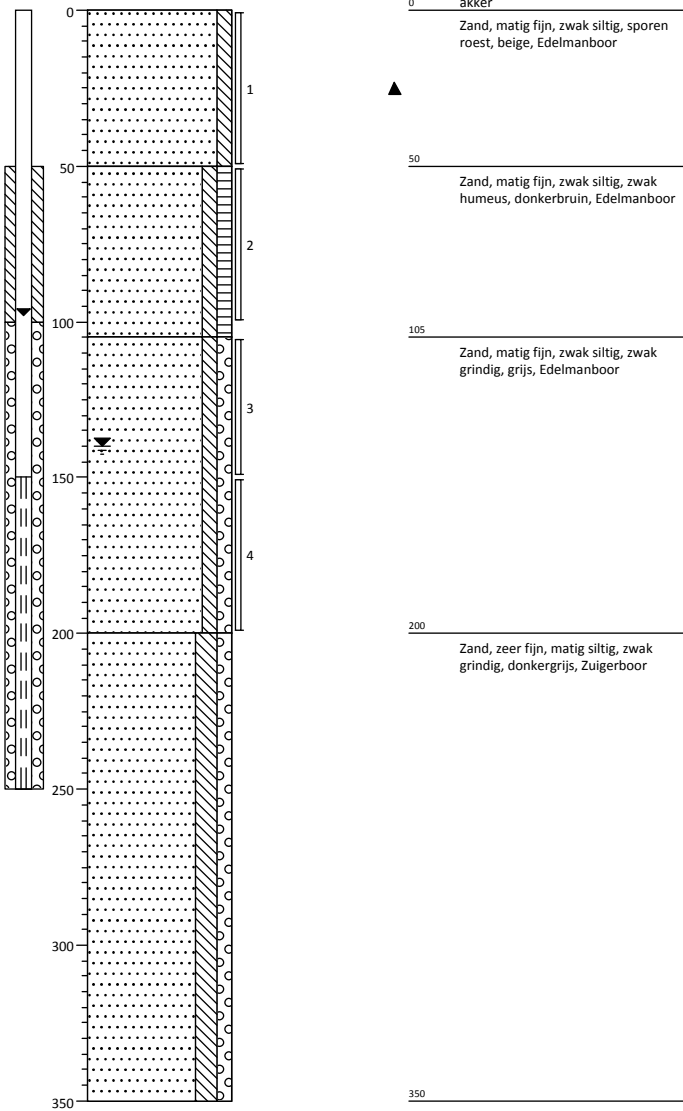 0
50
100
150
200
250
300
350
1
2
3
4
0
akker
Zand, matig fijn, zwak siltig, sporen
roest, beige, Edelmanboor
50
Zand, matig fijn, zwak siltig, zwak
humeus, donkerbruin, Edelmanboor
105
Zand, matig fijn, zwak siltig, zwak
grindig, grijs, Edelmanboor
200
Zand, zeer fijn, matig siltig, zwak
grindig, donkergrijs, Zuigerboor
350